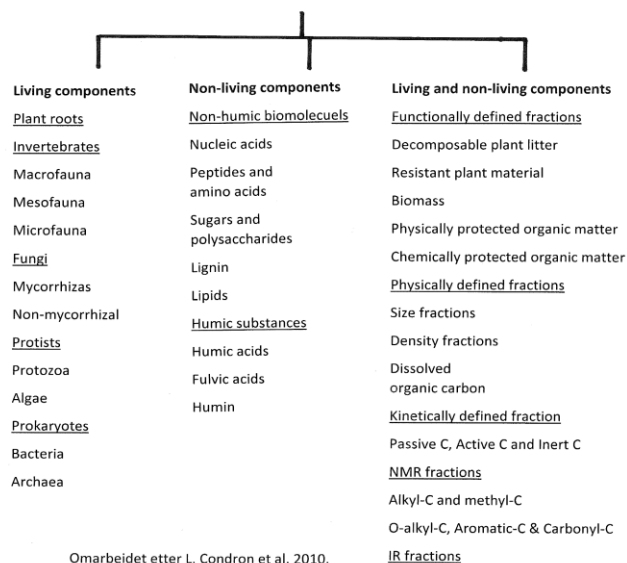 Living components
Plant roots
Invertebrates
Macrofauna
Mesofauna
Microfauna
Fungi
Mycorrhizas
Non-mycorrhizal
Protists
Protozoa
Algae
Prokaryotes
Bacteria
Archaea
Non-living components
Non-humic biomolecuels
Nucleic acids
Peptides and
amino acids
Sugars and
polysaccharides
Lignin
Lipids
Humic substances
Humic acids
Fulvic acids
Humin
Living and non-living components
Functionally defined fractions
Decomposable plant litter
Resistant plant material
Biomass
Physically protected organic matter
Chemically protected organic matter
Physically defined fractions
Size fractions
Density fractions
Dissolved
organic carbon
Kinetically defined fraction
Passive C, Active C and Inert C
NMR fractions
Alkyl-C and methyl-C
O-alkyl-C, Aromatic-C & Carbonyl-C
IR fractions
Omarbeidet etter L. Condron et al. 2010.